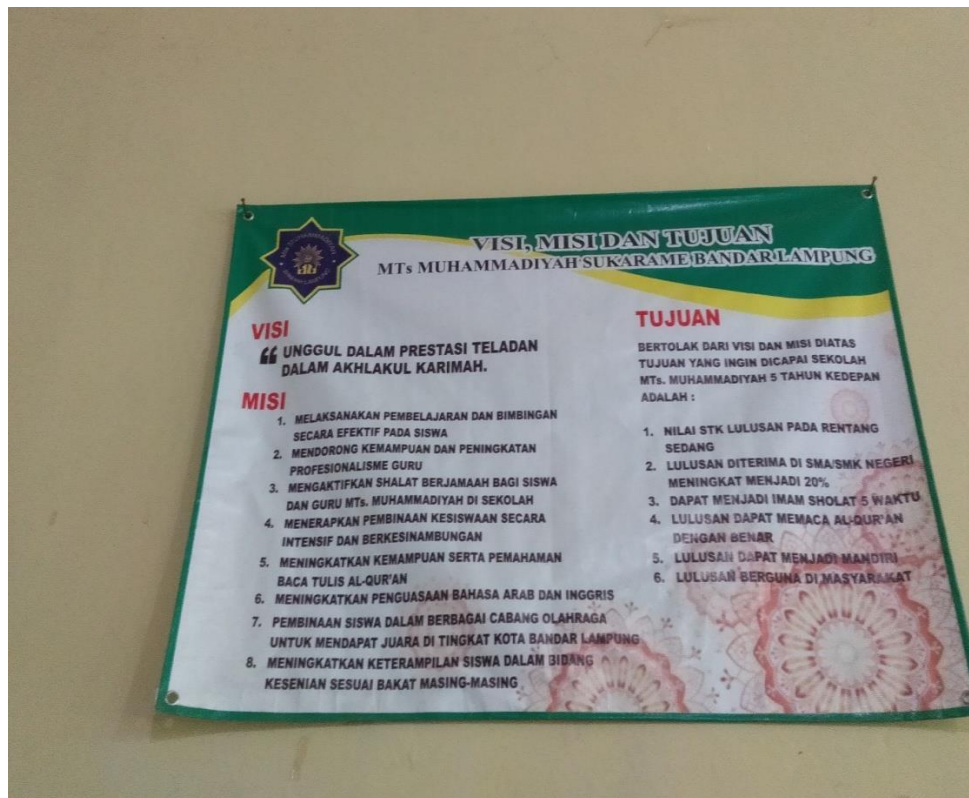 VISI, MISI DAN TUJUAN
MTs MUHAMMADIYAH SUKARAME BANDAR LAMPUNG
VISI
“ UNGGUL DALAM PRESTASI TELADAN
DALAM AKHLAKUL KARIMAH.
MISI
1. MELAKSANAKAN PEMBELAJARAN DAN BIMBINGAN
SECARA EFEKTIF PADA SISWA
2. MENDORONG KEMAMPUAN DAN PENINGKATAN
PROFESIONALISME GURU
3. MENGAKTIFKAN SHALAT BERJAMAAH BAGI SISWA
DAN GURU MTs. MUHAMMADIYAH DI SEKOLAH
4. MENERAPKAN PEMBINAAN KESISWAAN SECARA
INTENSIF DAN BERKESINAMBUNGAN
5. MENINGKATKAN KEMAMPUAN SERTA PEMAHAMAN
BACA TULIS AL-QUR'AN
6. MENINGKATKAN PENGUASAAN BAHASA ARAB DAN INGGRIS
7. PEMBINAAN SISWA DALAM BERBAGAI CABANG OLAHRAGA
UNTUK MENDAPAT JUARA DI TINGKAT KOTA BANDAR LAMPUNG
8. MENINGKATKAN KETERAMPILAN SISWA DALAM BIDANG
KESENIAN SESUAI BAKAT MASING-MASING
TUJUAN
BERTOLAK DARI VISI DAN MISI DIATAS
TUJUAN YANG INGIN DICAPAI SEKOLAH
MTs. MUHAMMADIYAH 5 TAHUN KEDEPAN
ADALAH :
1. NILAI STK LULUSAN PADA RENTANG
SEDANG
2. LULUSAN DITERIMA DI SMA/SMK NEGERI
MENINGKAT MENJADI 20%
3. DAPAT MENJADI IMAM SHOLAT 5 WAKTU
4. LULUSAN DAPAT MEMACA AL-QUR'AN
DENGAN BENAR
5. LULUSAN DAPAT MENJADI MANDIRI
6. LULUSAN BERGUNA DI MASYARAKAT